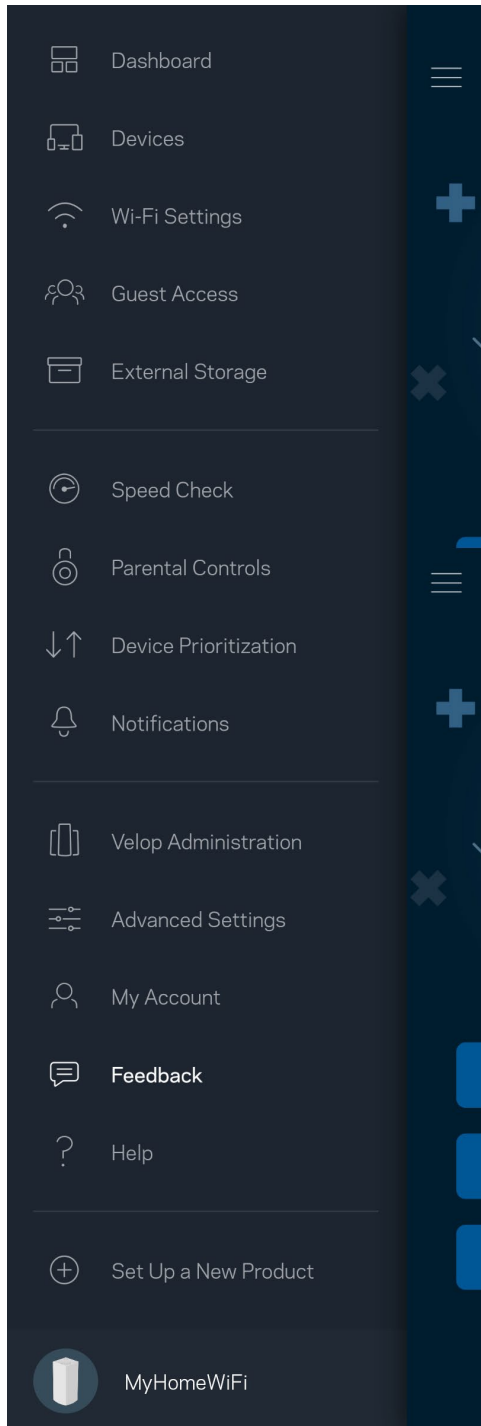 Dashboard
Devices
Wi-Fi Settings
Guest Access
External Storage
Speed Check
Parental Controls
Device Prioritization
Notifications
Velop Administration
Advanced Settings
My Account
Feedback
Help
Set Up a New Product
MyHomeWiFi